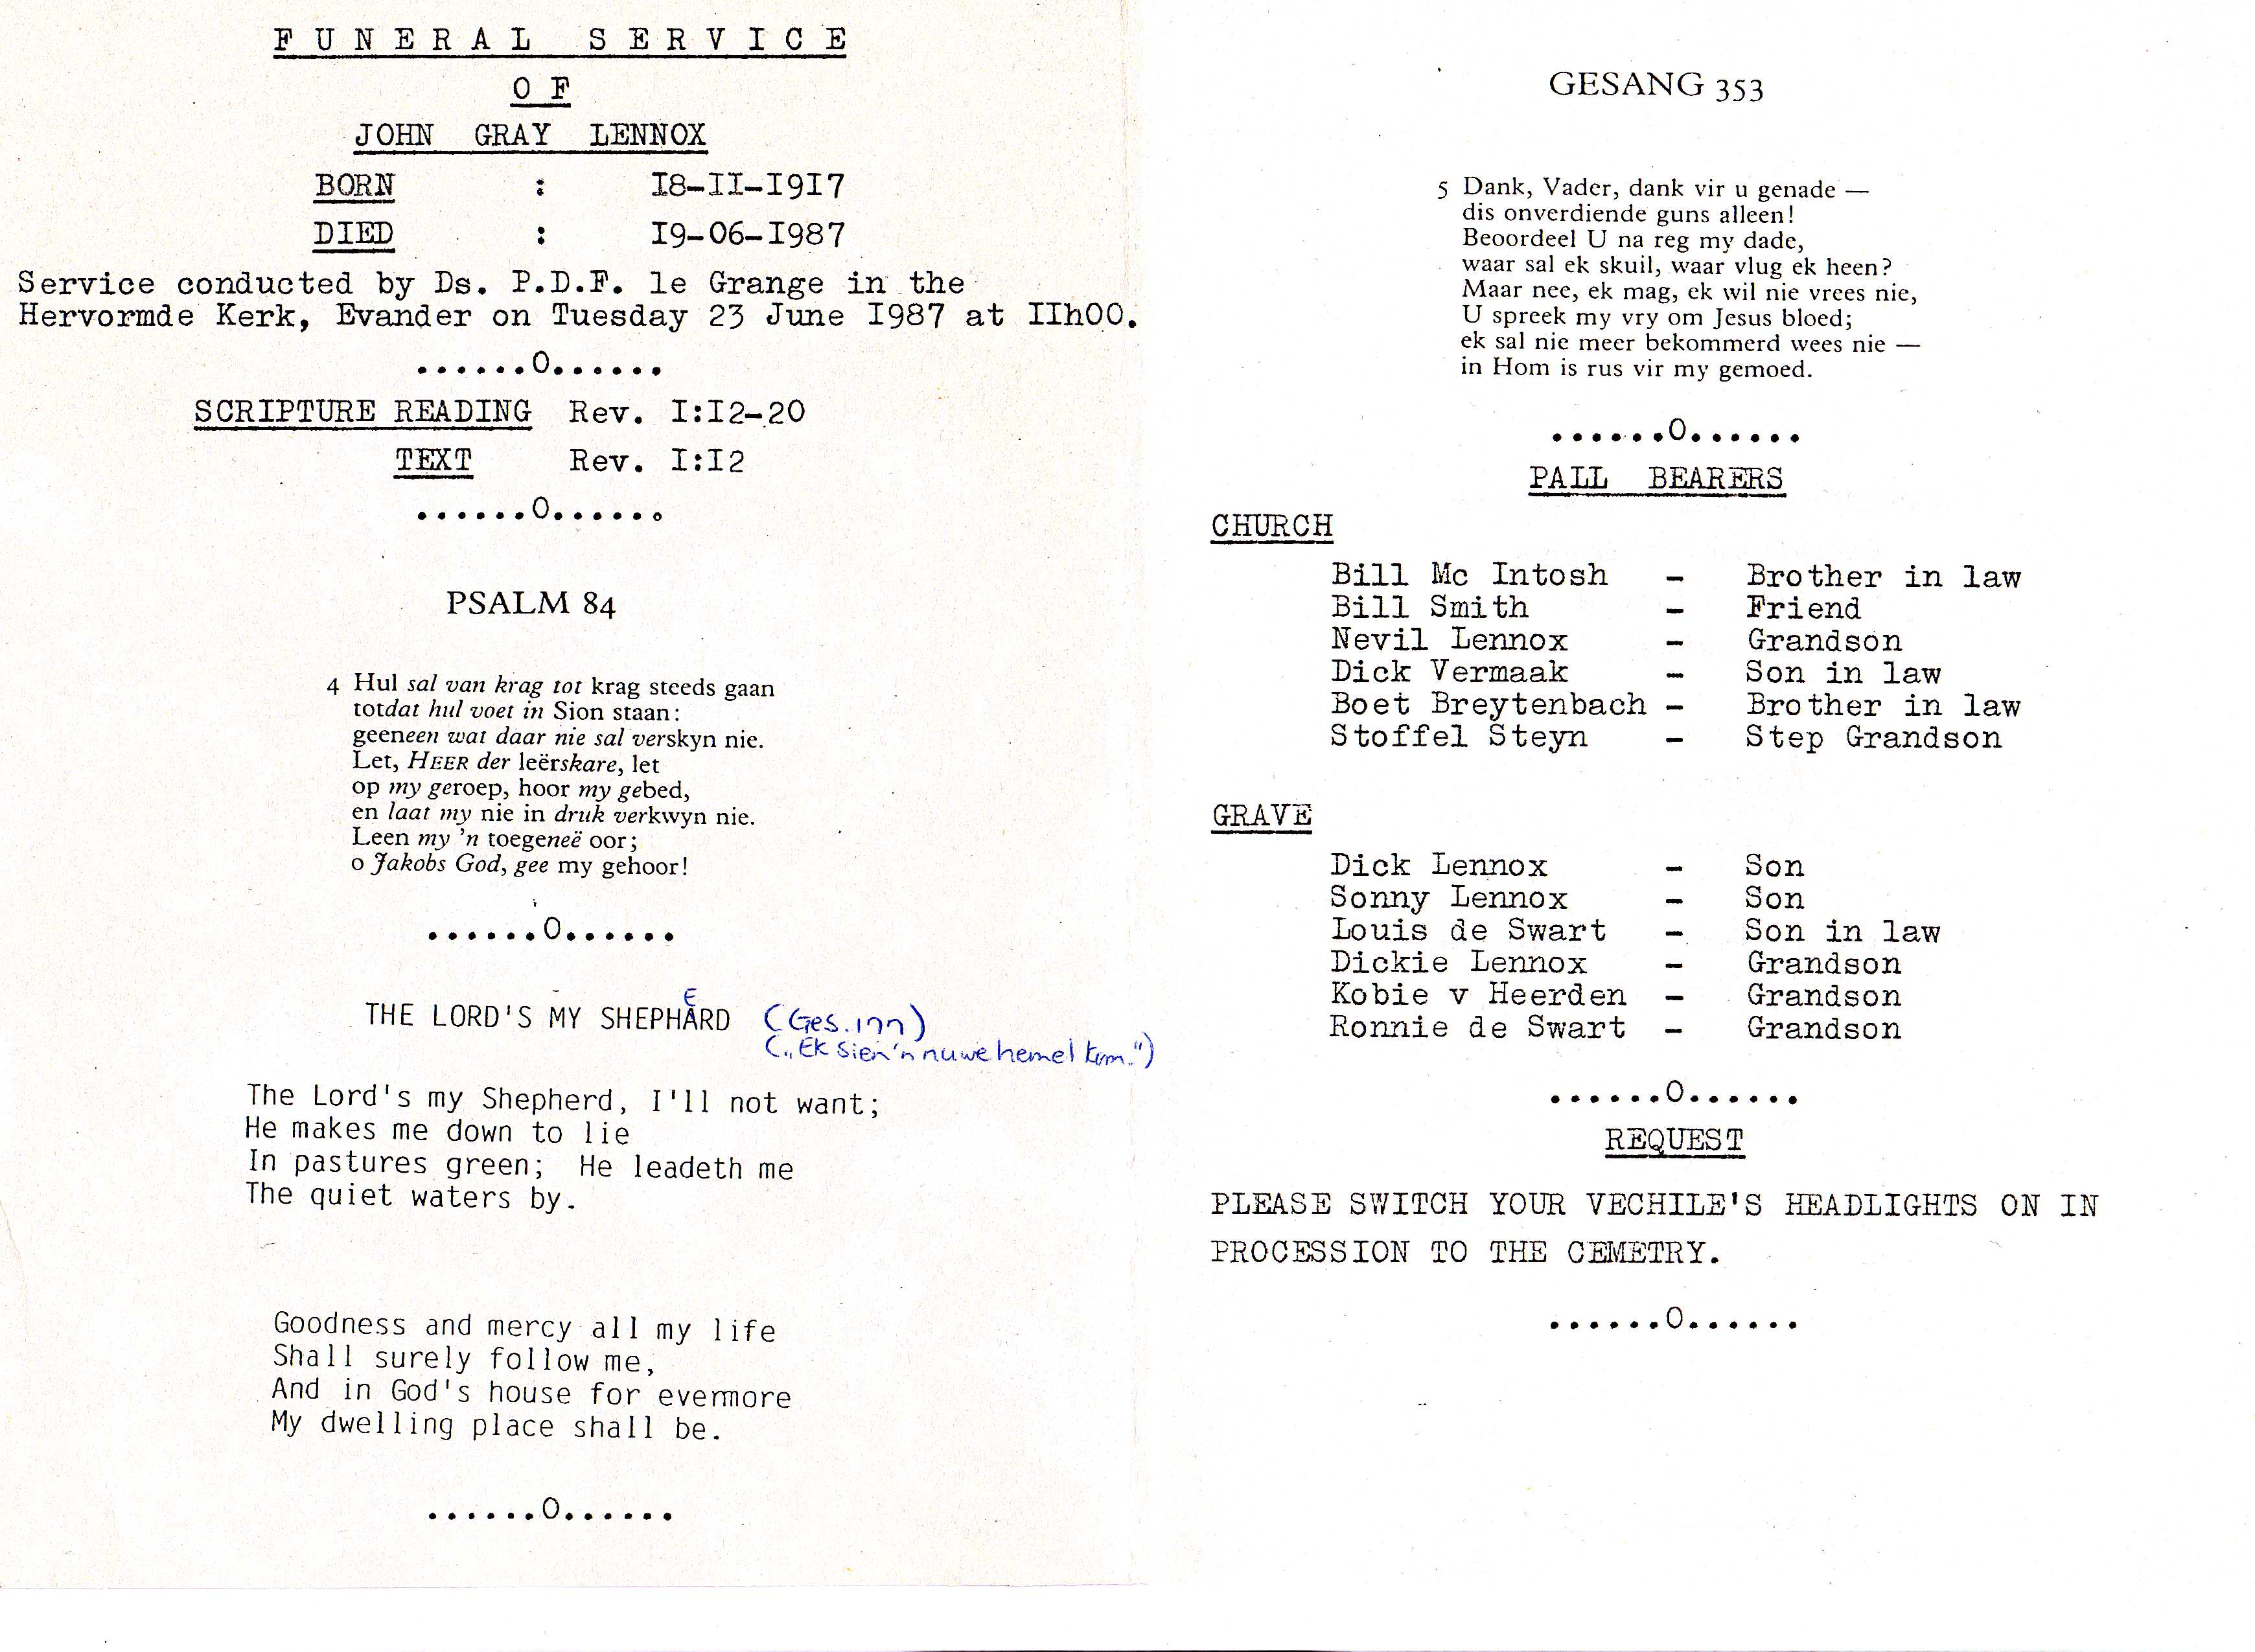 FUNERAL SERVICE
OF
JOHN GRAY LENNOX
BORN : I8-II-I9I7
DIED : I9-06-I987
Service conducted by Ds. P.D.F. le Grange in the
Hervormde Kerk, Evander on Tuesday 23 June I987 at IIh00.
......O......
SCRIPTURE READING Rev. I:I2-20
TEXT Rev. I:I2
......O......
PSALM 84
4 Hul sal van krag tot krag steeds gaan
totdat hul voet in Sion staan:
geeneen wat daar nie sal verskyn nie.
Let, HEER der leërskare, let
op my geroep, hoor my gebed,
en laat my nie in druk verkwyn nie.
Leen my 'n toegeneë oor;
o Jakobs God, gee my gehoor!
......O......
E
THE LORD'S MY SHEPHARD (Ges. 177)
(„Ek sien 'n nuwe hemel kom.")
The Lord's my Shepherd, I'll not want;
He makes me down to lie
In pastures green; He leadeth me
The quiet waters by.
Goodness and mercy all my life
Shall surely follow me,
And in God's house for evermore
My dwelling place shall be.
......O......
GESANG 353
5 Dank, Vader, dank vir u genade —
dis onverdiende guns alleen!
Beoordeel U na reg my dade,
waar sal ek skuil, waar vlug ek heen?
Maar nee, ek mag, ek wil nie vrees nie,
U spreek my vry om Jesus bloed;
ek sal nie meer bekommerd wees nie —
in Hom is rus vir my gemoed.
......O......
PALL BEARERS
CHURCH
Bill Mc Intosh - Brother in law
Bill Smith - Friend
Nevil Lennox - Grandson
Dick Vermaak - Son in law
Boet Breytenbach - Brother in law
Stoffel Steyn - Step Grandson
GRAVE
Dick Lennox - Son
Sonny Lennox - Son
Louis de Swart - Son in law
Dickie Lennox - Grandson
Kobie v Heerden - Grandson
Ronnie de Swart - Grandson
......O......
REQUEST
PLEASE SWITCH YOUR VECHILE'S HEADLIGHTS ON IN
PROCESSION TO THE CEMETRY.
......O......